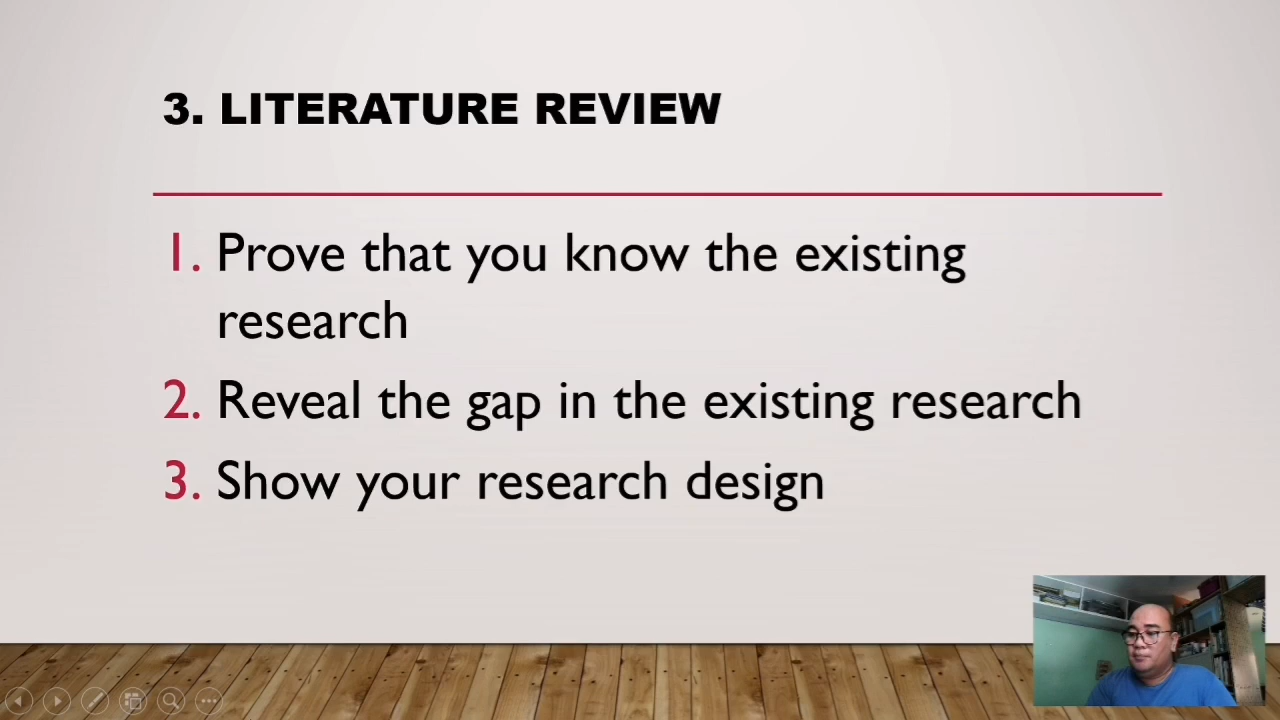 3. LITERATURE REVIEW
1. Prove that you know the existing
research
2. Reveal the gap in the existing research
3. Show your research design